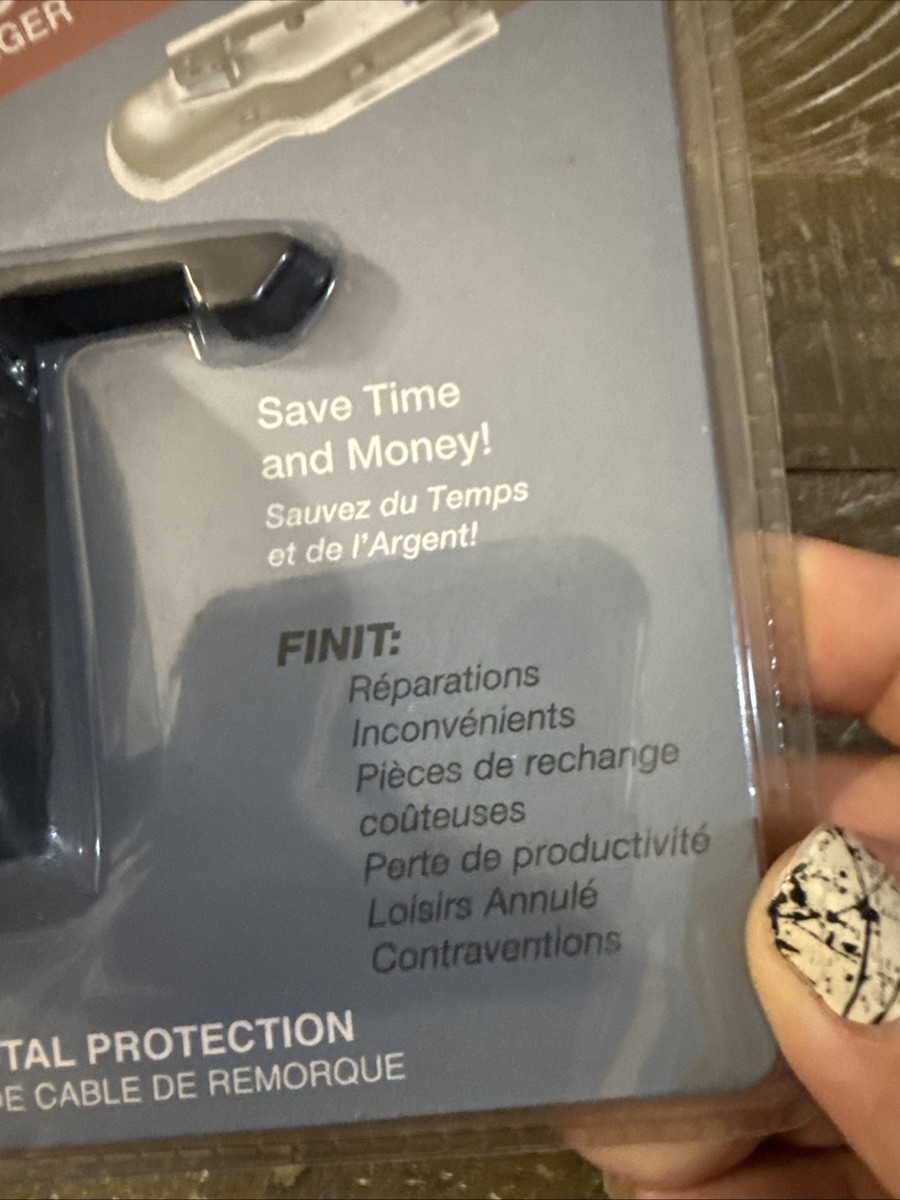 GER
Save Time
and Money!
Sauvez du Temps
et de l'Argent!
FINIT:
Réparations
Inconvénients
Pièces de rechange
coûteuses
Perte de productivité
Loisirs Annulé
Contraventions
TAL PROTECTION
DE CABLE DE REMORQUE